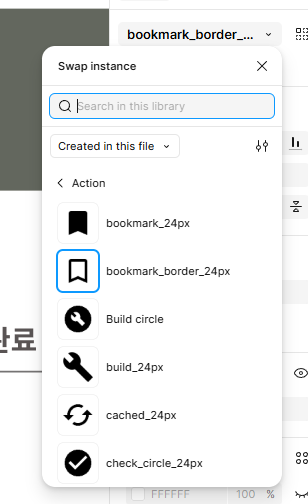 bookmark_border_...
Swap instance
Search in this library
Created in this file
Action
bookmark_24px
bookmark_border_24px
Build circle
build_24px
cached_24px
check_circle_24px
완료
FFFFFF 100 %